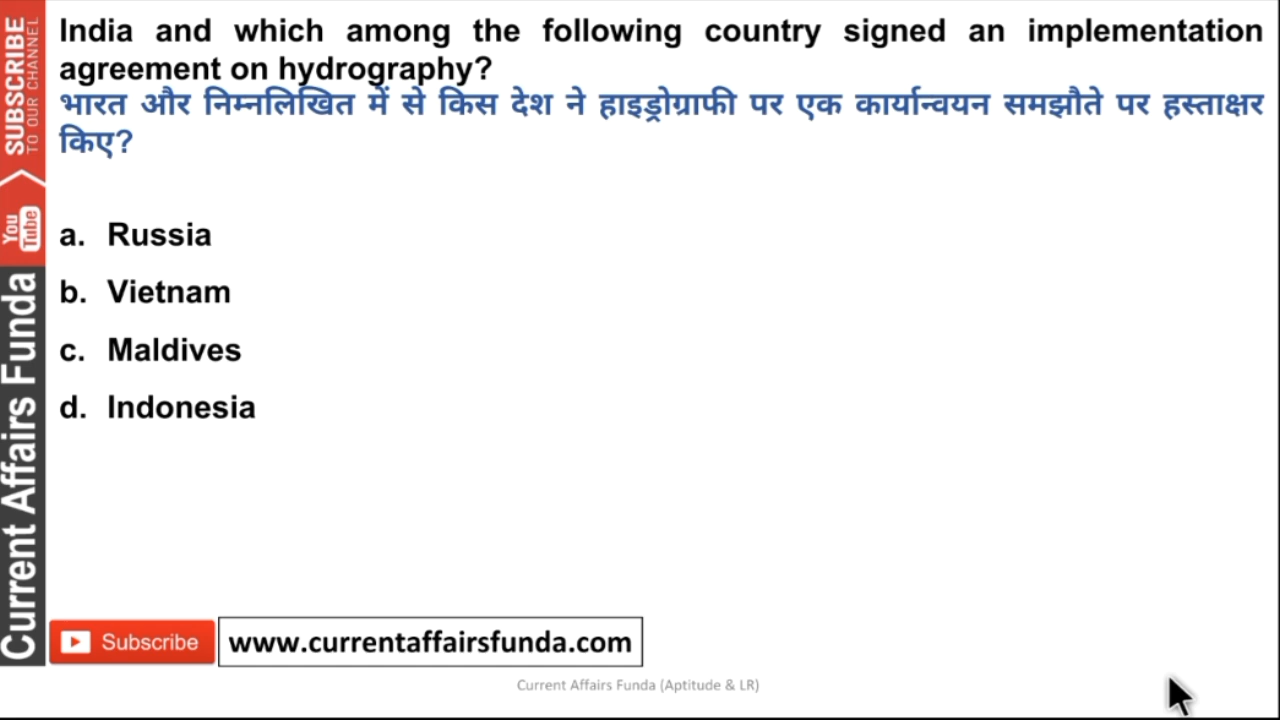 India and which among the following country signed an implementation
agreement on hydrography?
भारत और निम्नलिखित में से किस देश ने हाइड्रोग्राफी पर एक कार्यान्वयन समझौते पर हस्ताक्षर
किए?
a. Russia
b. Vietnam
c. Maldives
d. Indonesia
SUBSCRIBE
TO OUR CHANNEL
You
Tube
Current Affairs Funda
Subscribe
www.currentaffairsfunda.com
Current Affairs Funda (Aptitude & LR)